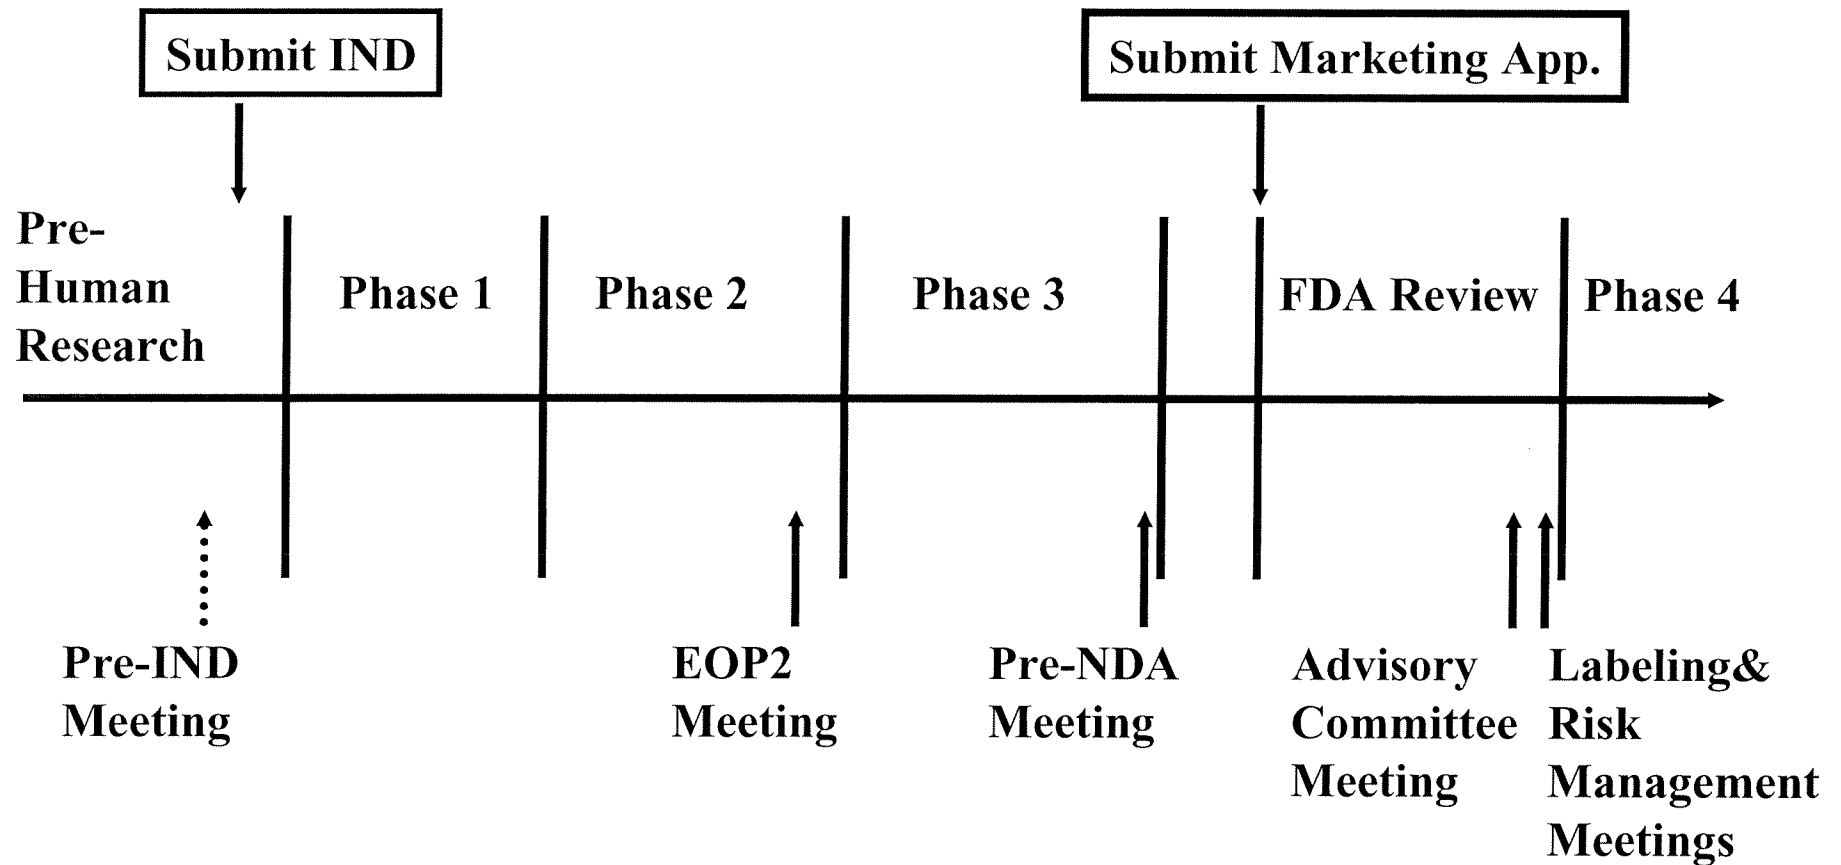 Submit IND
Submit Marketing App.
Pre-
Human
Research
Phase 1
Phase 2
Phase 3
FDA Review
Phase 4
Pre-IND
Meeting
EOP2
Meeting
Pre-NDA
Meeting
Advisory
Committee
Meeting
Labeling&
Risk
Management
Meetings